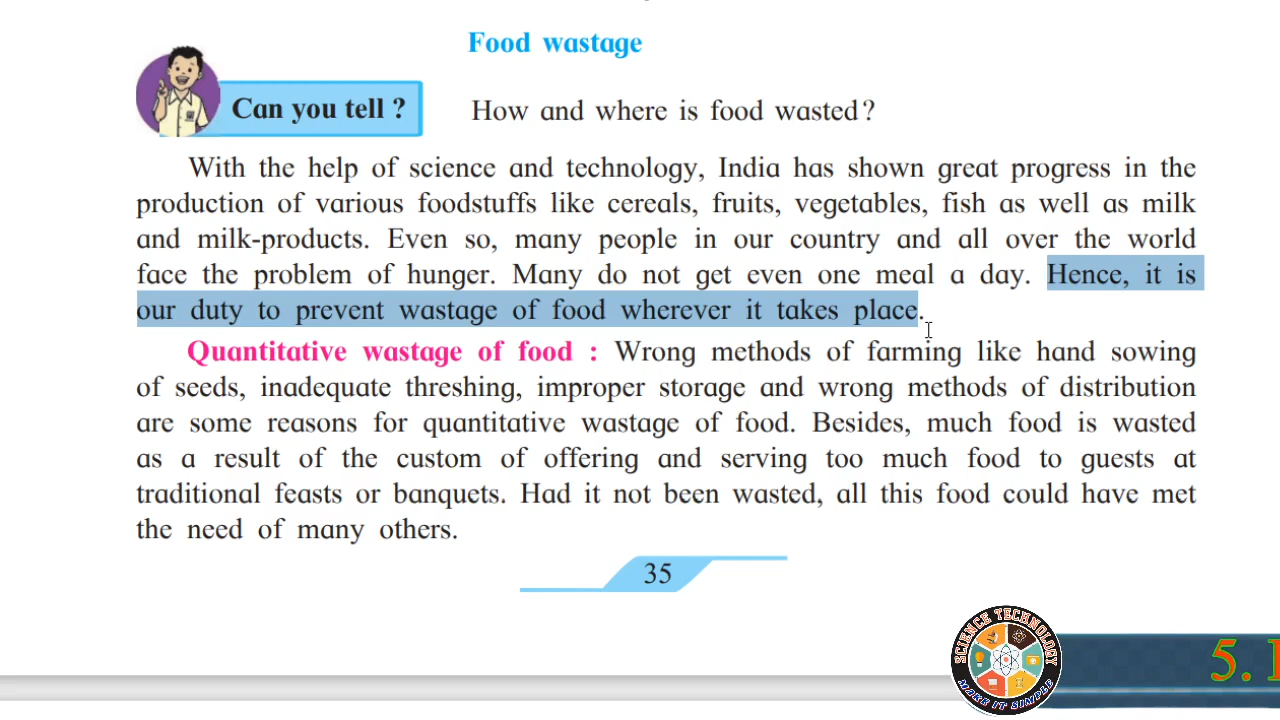 Food wastage
Can you tell ?
How and where is food wasted?
With the help of science and technology, India has shown great progress in the
production of various foodstuffs like cereals, fruits, vegetables, fish as well as milk
and milk-products. Even so, many people in our country and all over the world
face the problem of hunger. Many do not get even one meal a day. Hence, it is
our duty to prevent wastage of food wherever it takes place.
Quantitative wastage of food : Wrong methods of farming like hand sowing
of seeds, inadequate threshing, improper storage and wrong methods of distribution
are some reasons for quantitative wastage of food. Besides, much food is wasted
as a result of the custom of offering and serving too much food to guests at
traditional feasts or banquets. Had it not been wasted, all this food could have met
the need of many others.
35
SCIENCE TECHNOLOGY
MAKE IT SIMPLE
5.